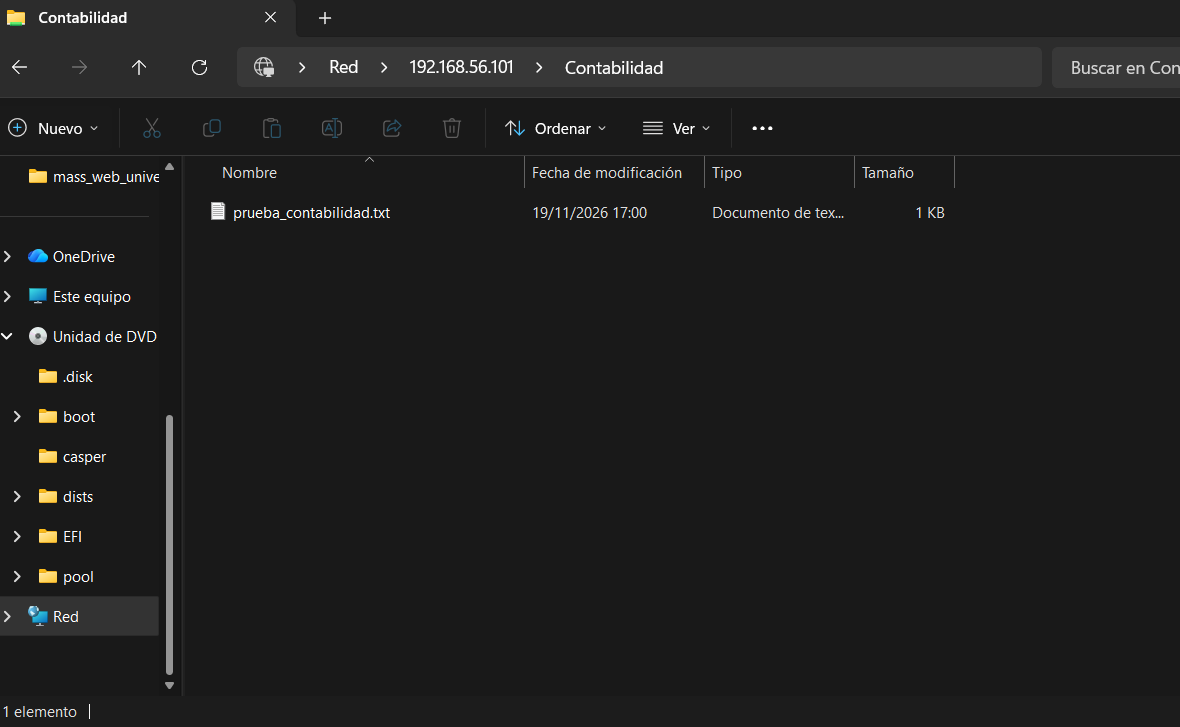 Contabilidad
Red > 192.168.56.101 > Contabilidad
Buscar en Con
Nuevo
Ordenar
Ver
Nombre
Fecha de modificación
Tipo
Tamaño
prueba_contabilidad.txt
19/11/2026 17:00
Documento de tex...
1 KB
mass_web_unive
OneDrive
Este equipo
Unidad de DVD
.disk
boot
casper
dists
EFI
pool
Red
1 elemento